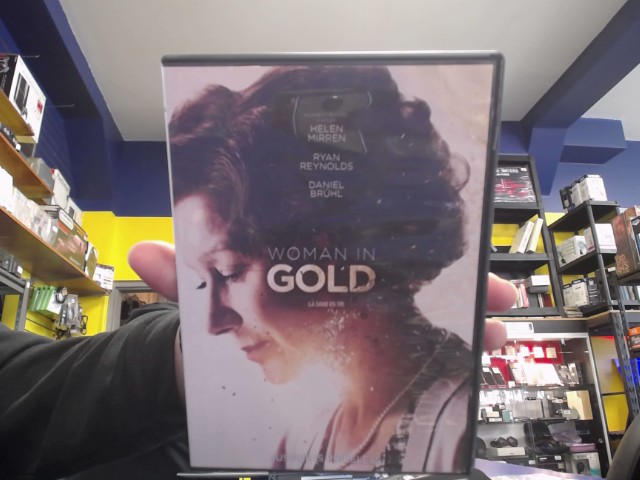 HELEN
MIRREN
RYAN
REYNOLDS
DANIEL
BRÜHL
WOMAN IN
GOLD